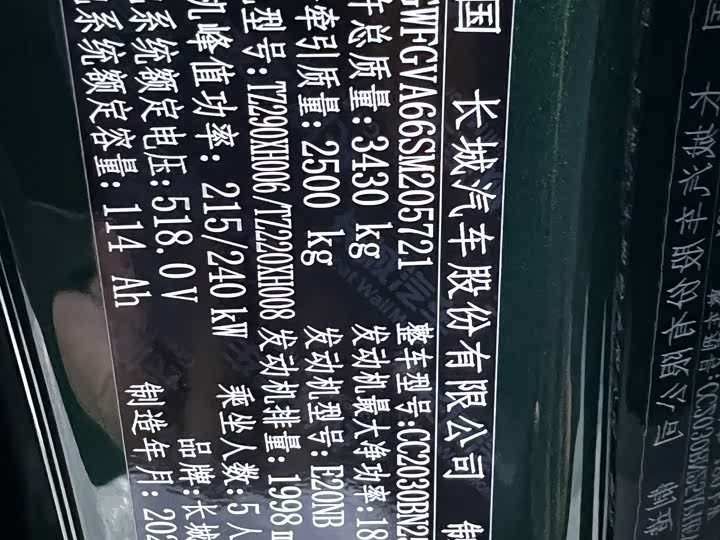 国 长城汽车股份有限公司 制
GWFGVA66SM205721 整车型号:CC2030BN2
总质量: 3430 kg 发动机最大净功率:18
牵引质量: 2500 kg 发动机型号: E20NB
型号:TZ290XH006/TZ220XH008 发动机排量: 1998 m
机峰值功率: 215/240 kW 乘坐人数: 5 人
系统额定电压:518.0V 品牌:长城
系统额定容量: 114 Ah 制造年月: 202